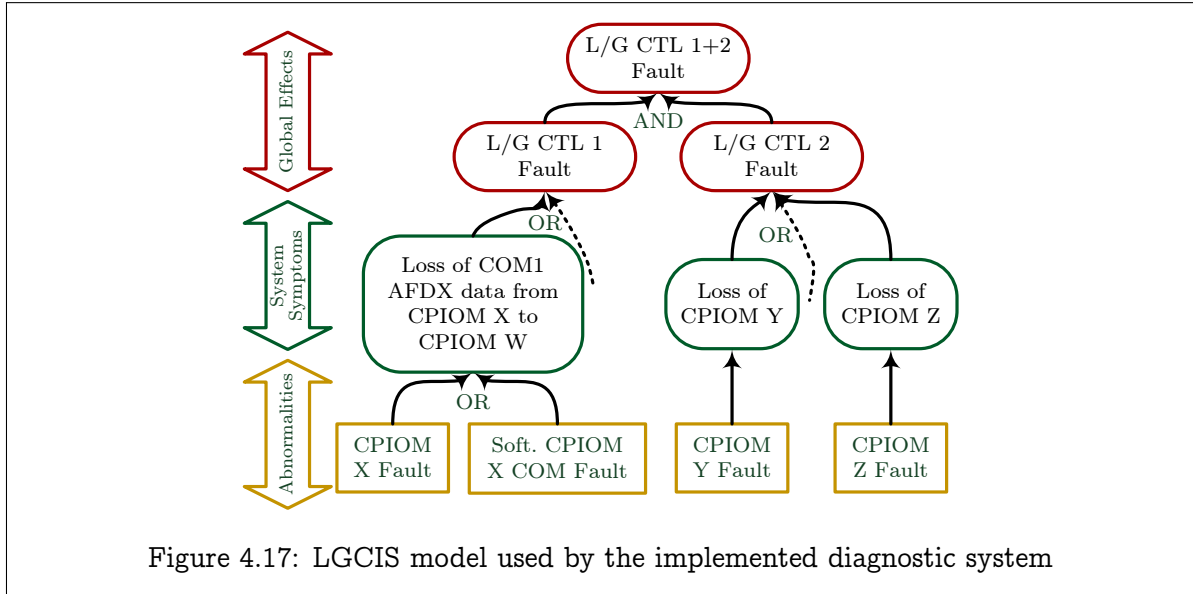 L/G CTL 1+2
Fault
AND
Global Effects
L/G CTL 1
Fault
L/G CTL 2
Fault
OR
OR
System
Symptoms
Loss of COM1
AFDX data from
CPIOM X to
CPIOM W
Loss of
CPIOM Y
Loss of
CPIOM Z
OR
Abnormalities
CPIOM
X Fault
Soft. CPIOM
X COM Fault
CPIOM
Y Fault
CPIOM
Z Fault
Figure 4.17: LGCIS model used by the implemented diagnostic system